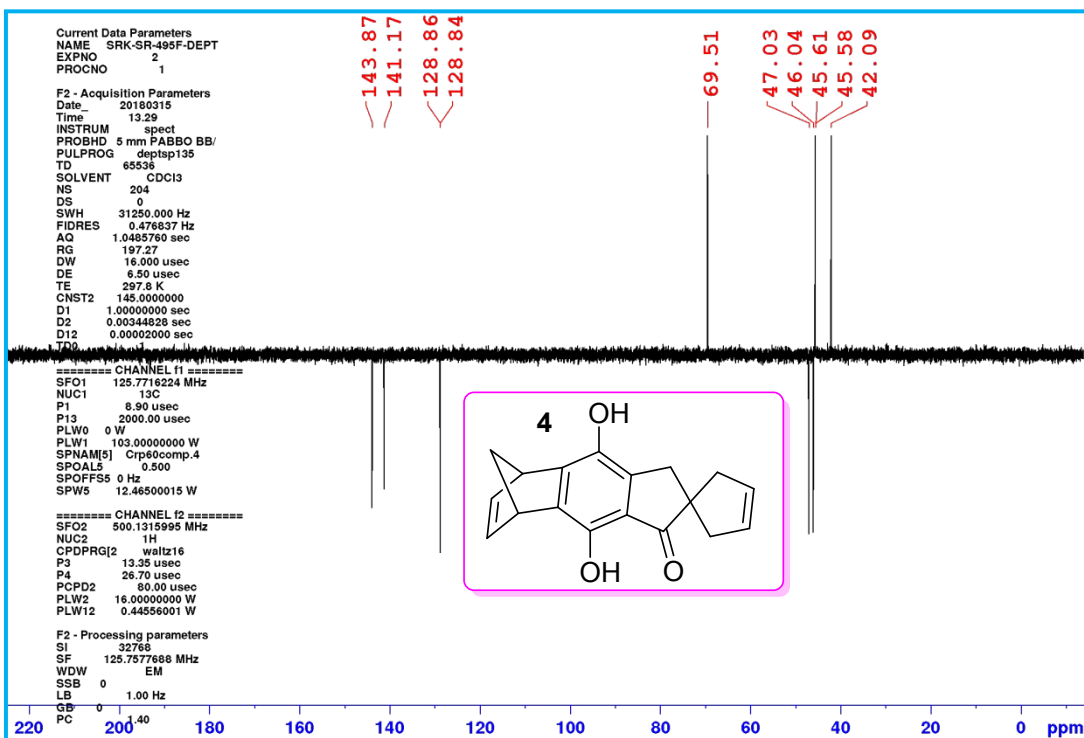 Current Data Parameters
NAME SRK-SR-495F-DEPT
EXPNO 2
PROCNO 1
F2 - Acquisition Parameters
Date_ 20180315
Time 13.29
INSTRUM spect
PROBHD 5 mm PABBO BB/
PULPROG deptsp135
TD 65536
SOLVENT CDCl3
NS 204
DS 0
SWH 31250.000 Hz
FIDRES 0.476837 Hz
AQ 1.0485760 sec
RG 197.27
DW 16.000 usec
DE 6.50 usec
TE 297.8 K
CNST2 145.0000000
D1 1.00000000 sec
D2 0.00344828 sec
D12 0.00002000 sec
TD0 1
======== CHANNEL f1 ========
SFO1 125.7716224 MHz
NUC1 13C
P1 8.90 usec
P13 2000.00 usec
PLW0 0 W
PLW1 103.00000000 W
SPNAM[5] Crp60comp.4
SPOAL5 0.500
SPOFFS5 0 Hz
SPW5 12.46500015 W
======== CHANNEL f2 ========
SFO2 500.1315995 MHz
NUC2 1H
CPDPRG[2 waltz16
P3 13.35 usec
P4 26.70 usec
PCPD2 80.00 usec
PLW2 16.00000000 W
PLW12 0.44556001 W
F2 - Processing parameters
SI 32768
SF 125.7577688 MHz
WDW EM
SSB 0
LB 1.00 Hz
GB 0
PC 1.40
143.87
141.17
128.86
128.84
69.51
47.03
46.04
45.61
45.58
42.09
4
OH
OH
O
220 200 180 160 140 120 100 80 60 40 20 0 ppm